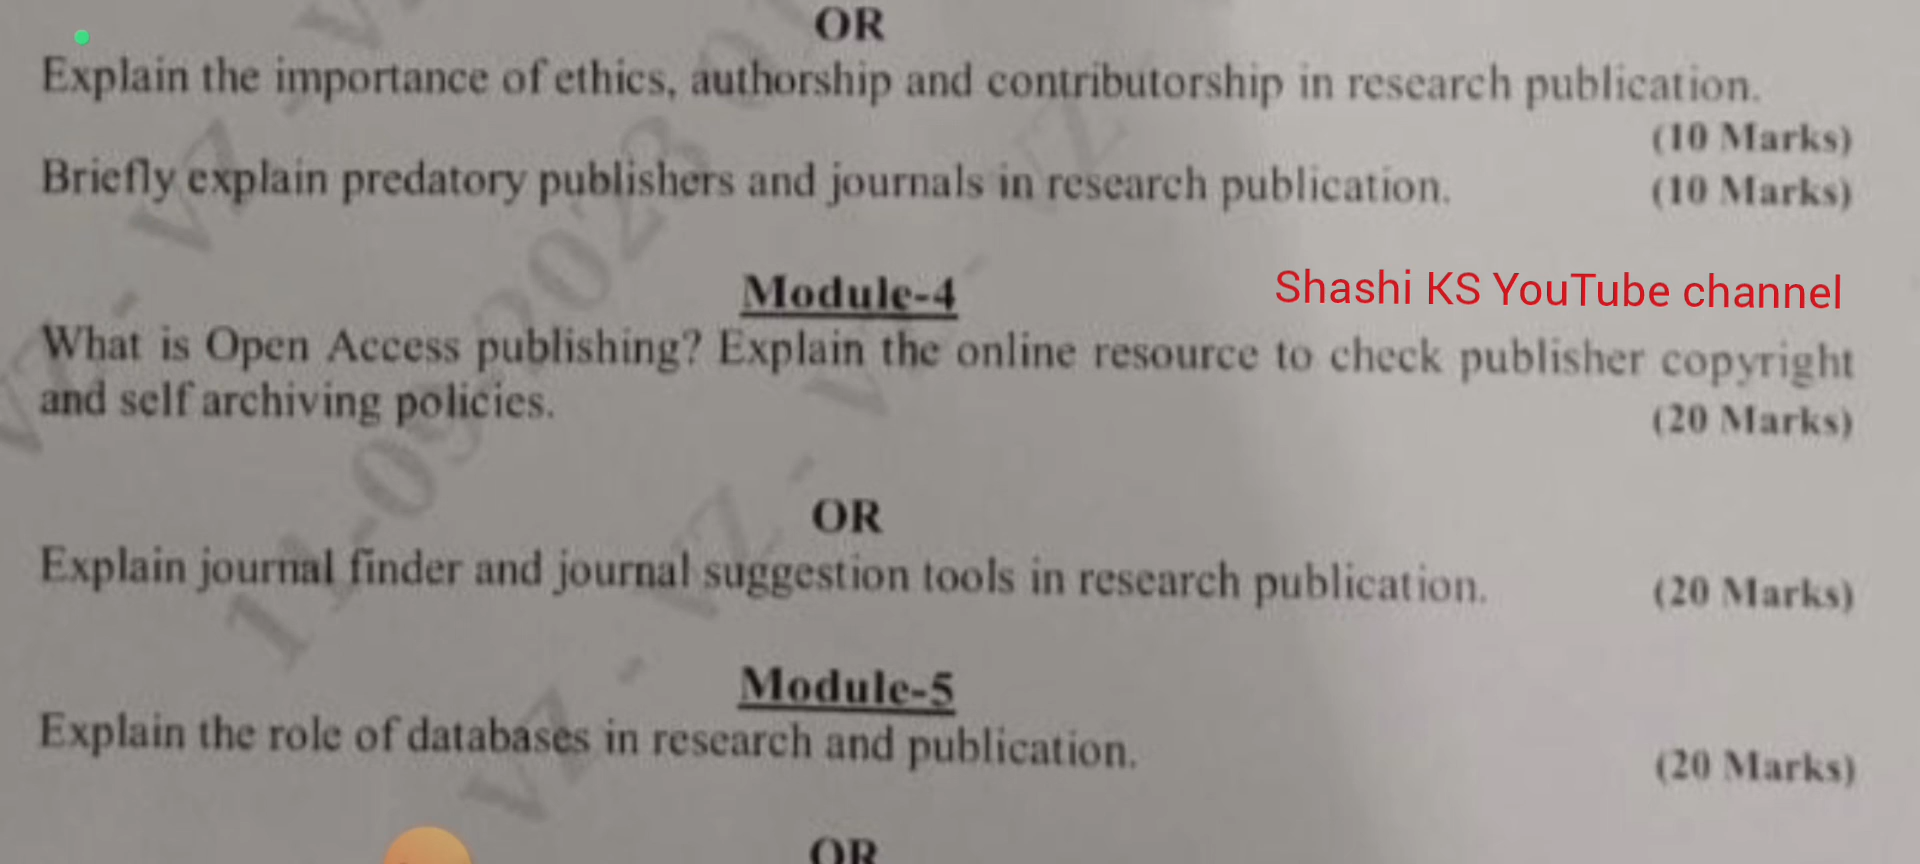 OR
Explain the importance of ethics, authorship and contributorship in research publication.
(10 Marks)
Briefly explain predatory publishers and journals in research publication. (10 Marks)
Module-4
Shashi KS YouTube channel
What is Open Access publishing? Explain the online resource to check publisher copyright
and self archiving policies. (20 Marks)
OR
Explain journal finder and journal suggestion tools in research publication. (20 Marks)
Module-5
Explain the role of databases in research and publication.
(20 Marks)
OR